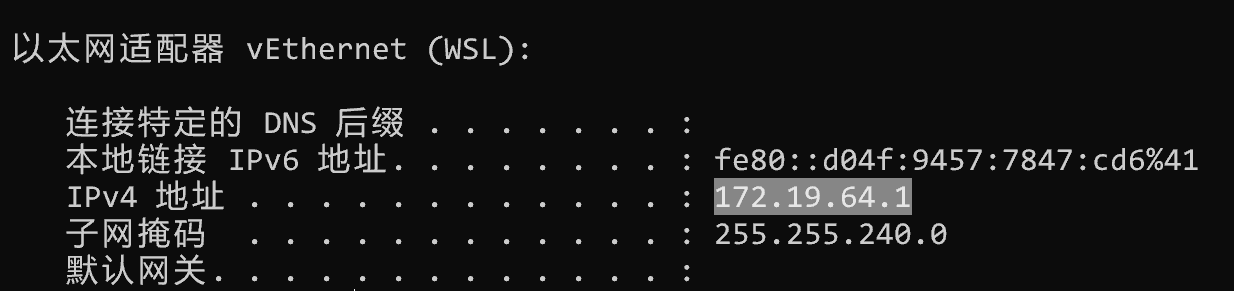 以太网适配器 vEthernet (WSL):
连接特定的 DNS 后缀 . . . . . . . :
本地链接 IPv6 地址. . . . . . . . : fe80::d04f:9457:7847:cd6%41
IPv4 地址 . . . . . . . . . . . . : 172.19.64.1
子网掩码  . . . . . . . . . . . . : 255.255.240.0
默认网关. . . . . . . . . . . . . :